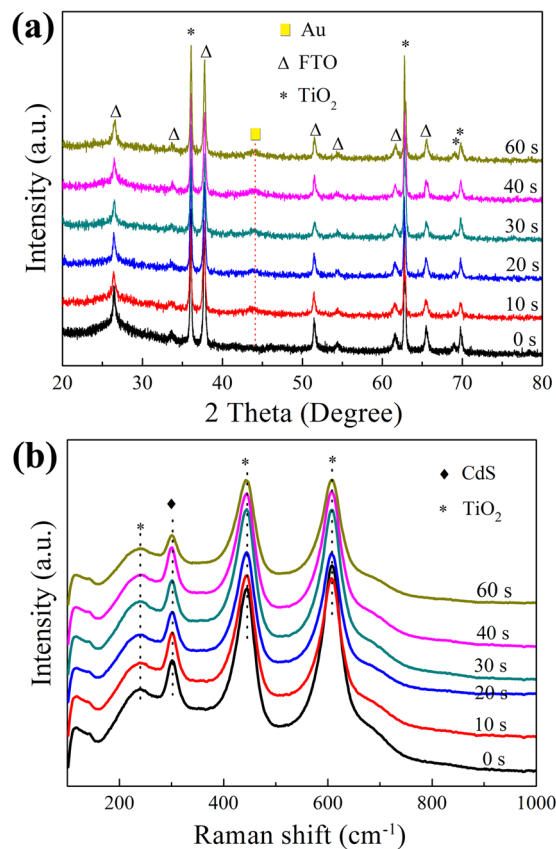 (a)
Au
Δ FTO
* TiO₂
60 s
40 s
30 s
20 s
10 s
0 s
Intensity (a.u.)
20 30 40 50 60 70 80
2 Theta (Degree)
(b)
♦ CdS
* TiO₂
60 s
40 s
30 s
20 s
10 s
0 s
Intensity (a.u.)
200 400 600 800 1000
Raman shift (cm⁻¹)